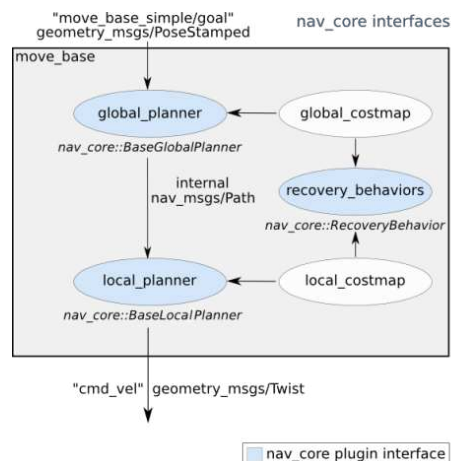 "move_base_simple/goal"
geometry_msgs/PoseStamped
nav_core interfaces
move_base
global_planner
global_costmap
nav_core::BaseGlobalPlanner
internal
nav_msgs/Path
recovery_behaviors
nav_core::RecoveryBehavior
local_planner
local_costmap
nav_core::BaseLocalPlanner
"cmd_vel" geometry_msgs/Twist
nav_core plugin interface